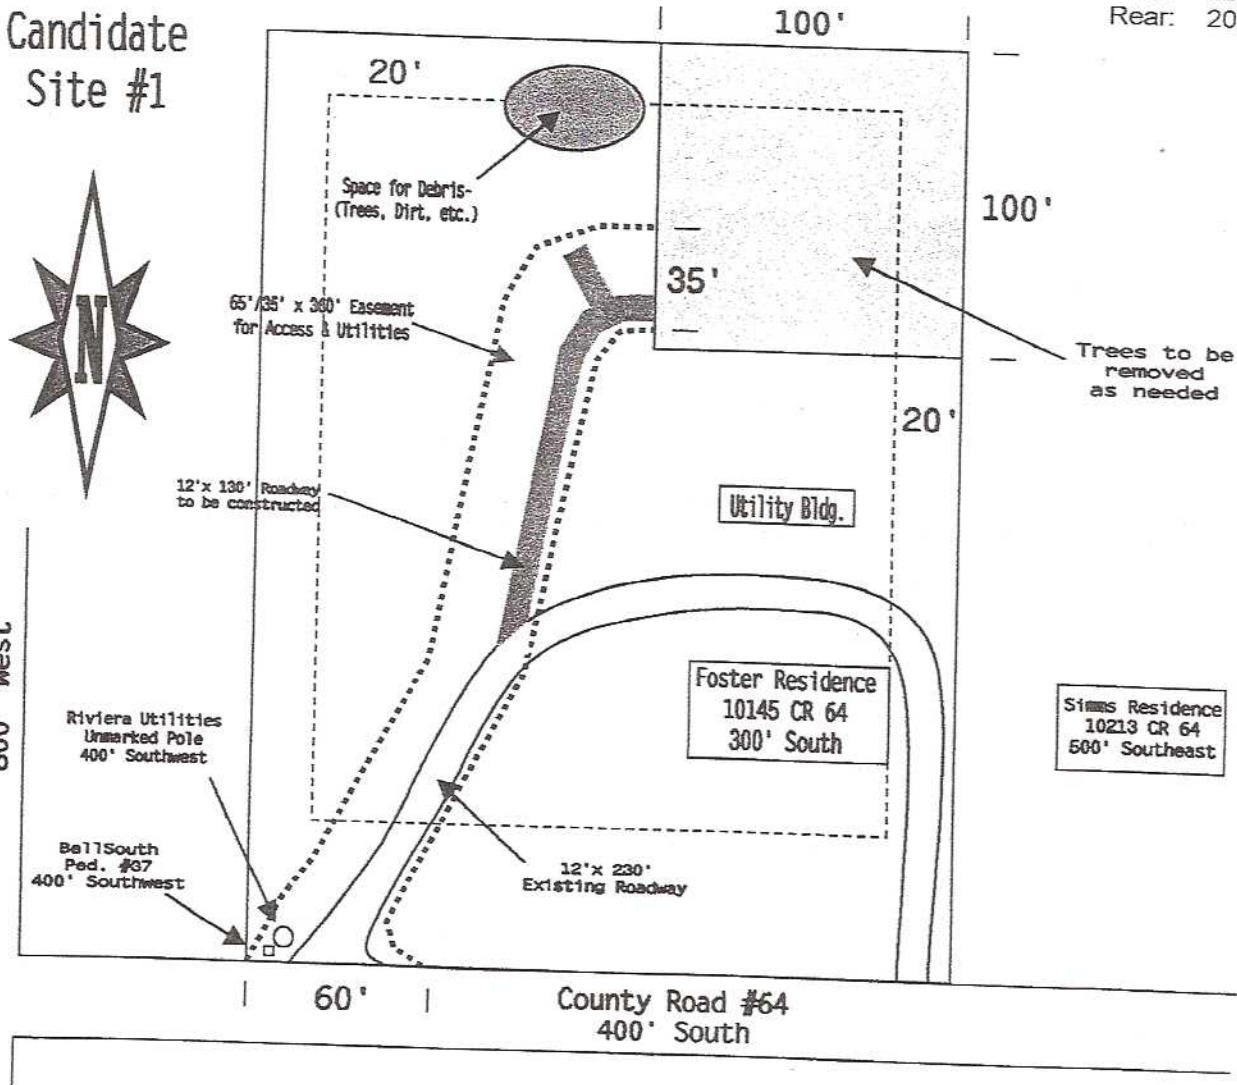 Candidate
Site #1
100'
Rear: 20
20'
Space for Debris-
(Trees, Dirt, etc.)
100'
N
35'
65'/35' x 360' Easement
for Access & Utilities
Trees to be
removed
as needed
20'
12'x 130' Roadway
to be constructed
Utility Bldg.
West
Foster Residence
10145 CR 64
300' South
Simms Residence
10213 CR 64
500' Southeast
Riviera Utilities
Unmarked Pole
400' Southwest
BellSouth
Ped. #37
400' Southwest
12'x 230'
Existing Roadway
60'
County Road #64
400' South